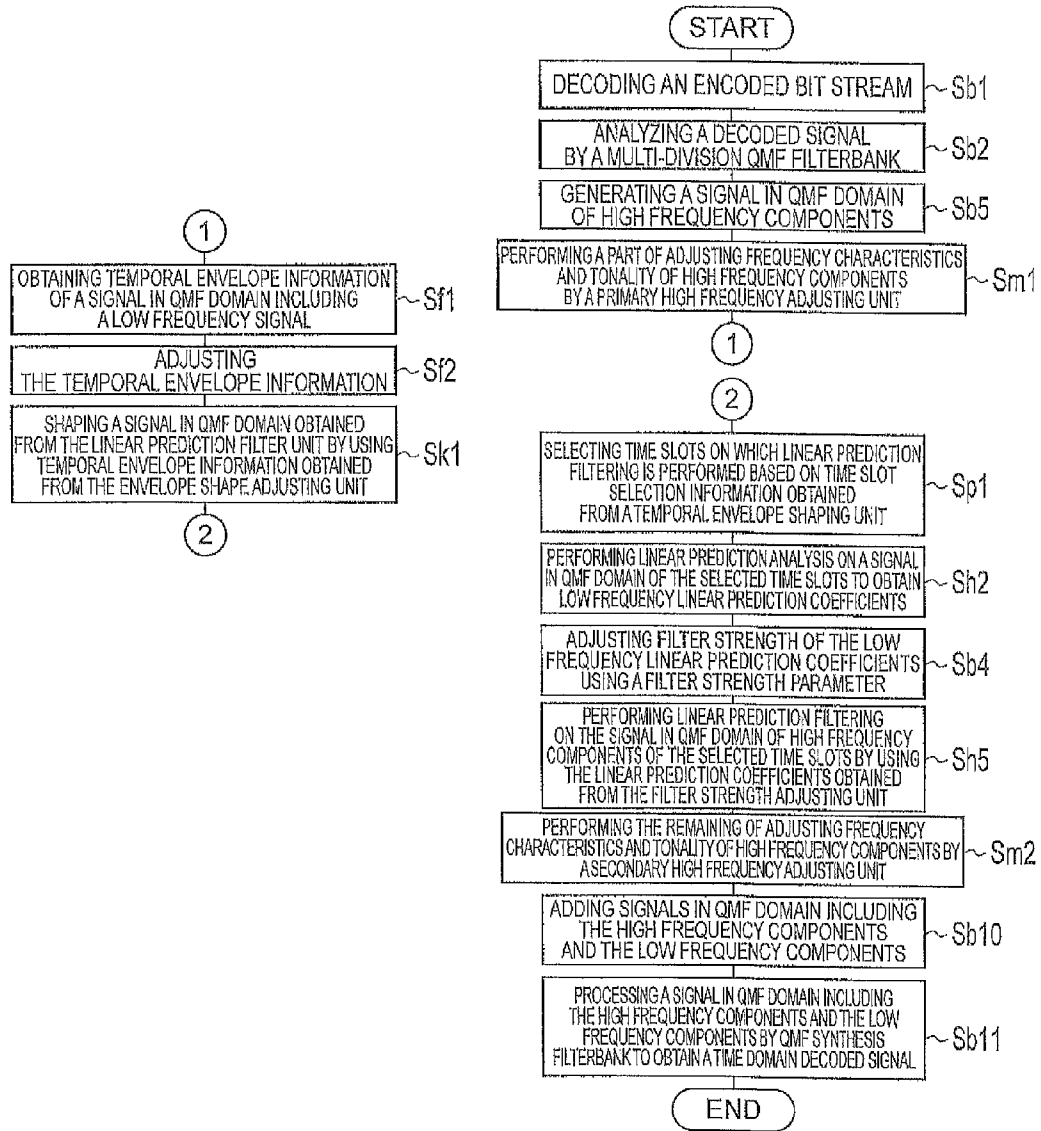 START
DECODING AN ENCODED BIT STREAM
Sb1
ANALYZING A DECODED SIGNAL
BY A MULTI-DIVISION QMF FILTERBANK
Sb2
GENERATING A SIGNAL IN QMF DOMAIN
OF HIGH FREQUENCY COMPONENTS
Sb5
PERFORMING A PART OF ADJUSTING FREQUENCY CHARACTERISTICS
AND TONALITY OF HIGH FREQUENCY COMPONENTS
BY A PRIMARY HIGH FREQUENCY ADJUSTING UNIT
Sm1
1
1
OBTAINING TEMPORAL ENVELOPE INFORMATION
OF A SIGNAL IN QMF DOMAIN INCLUDING
A LOW FREQUENCY SIGNAL
Sf1
ADJUSTING
THE TEMPORAL ENVELOPE INFORMATION
Sf2
SHAPING A SIGNAL IN QMF DOMAIN OBTAINED
FROM THE LINEAR PREDICTION FILTER UNIT BY USING
TEMPORAL ENVELOPE INFORMATION OBTAINED
FROM THE ENVELOPE SHAPE ADJUSTING UNIT
Sk1
2
2
SELECTING TIME SLOTS ON WHICH LINEAR PREDICTION
FILTERING IS PERFORMED BASED ON TIME SLOT
SELECTION INFORMATION OBTAINED
FROM A TEMPORAL ENVELOPE SHAPING UNIT
Sp1
PERFORMING LINEAR PREDICTION ANALYSIS ON A SIGNAL
IN QMF DOMAIN OF THE SELECTED TIME SLOTS TO OBTAIN
LOW FREQUENCY LINEAR PREDICTION COEFFICIENTS
Sh2
ADJUSTING FILTER STRENGTH OF THE LOW
FREQUENCY LINEAR PREDICTION COEFFICIENTS
USING A FILTER STRENGTH PARAMETER
Sb4
PERFORMING LINEAR PREDICTION FILTERING
ON THE SIGNAL IN QMF DOMAIN OF HIGH FREQUENCY
COMPONENTS OF THE SELECTED TIME SLOTS BY USING
THE LINEAR PREDICTION COEFFICIENTS OBTAINED
FROM THE FILTER STRENGTH ADJUSTING UNIT
Sh5
PERFORMING THE REMAINING OF ADJUSTING FREQUENCY
CHARACTERISTICS AND TONALITY OF HIGH FREQUENCY COMPONENTS BY
A SECONDARY HIGH FREQUENCY ADJUSTING UNIT
Sm2
ADDING SIGNALS IN QMF DOMAIN INCLUDING
THE HIGH FREQUENCY COMPONENTS
AND THE LOW FREQUENCY COMPONENTS
Sb10
PROCESSING A SIGNAL IN QMF DOMAIN INCLUDING
THE HIGH FREQUENCY COMPONENTS AND THE LOW
FREQUENCY COMPONENTS BY QMF SYNTHESIS
FILTERBANK TO OBTAIN A TIME DOMAIN DECODED SIGNAL
Sb11
END